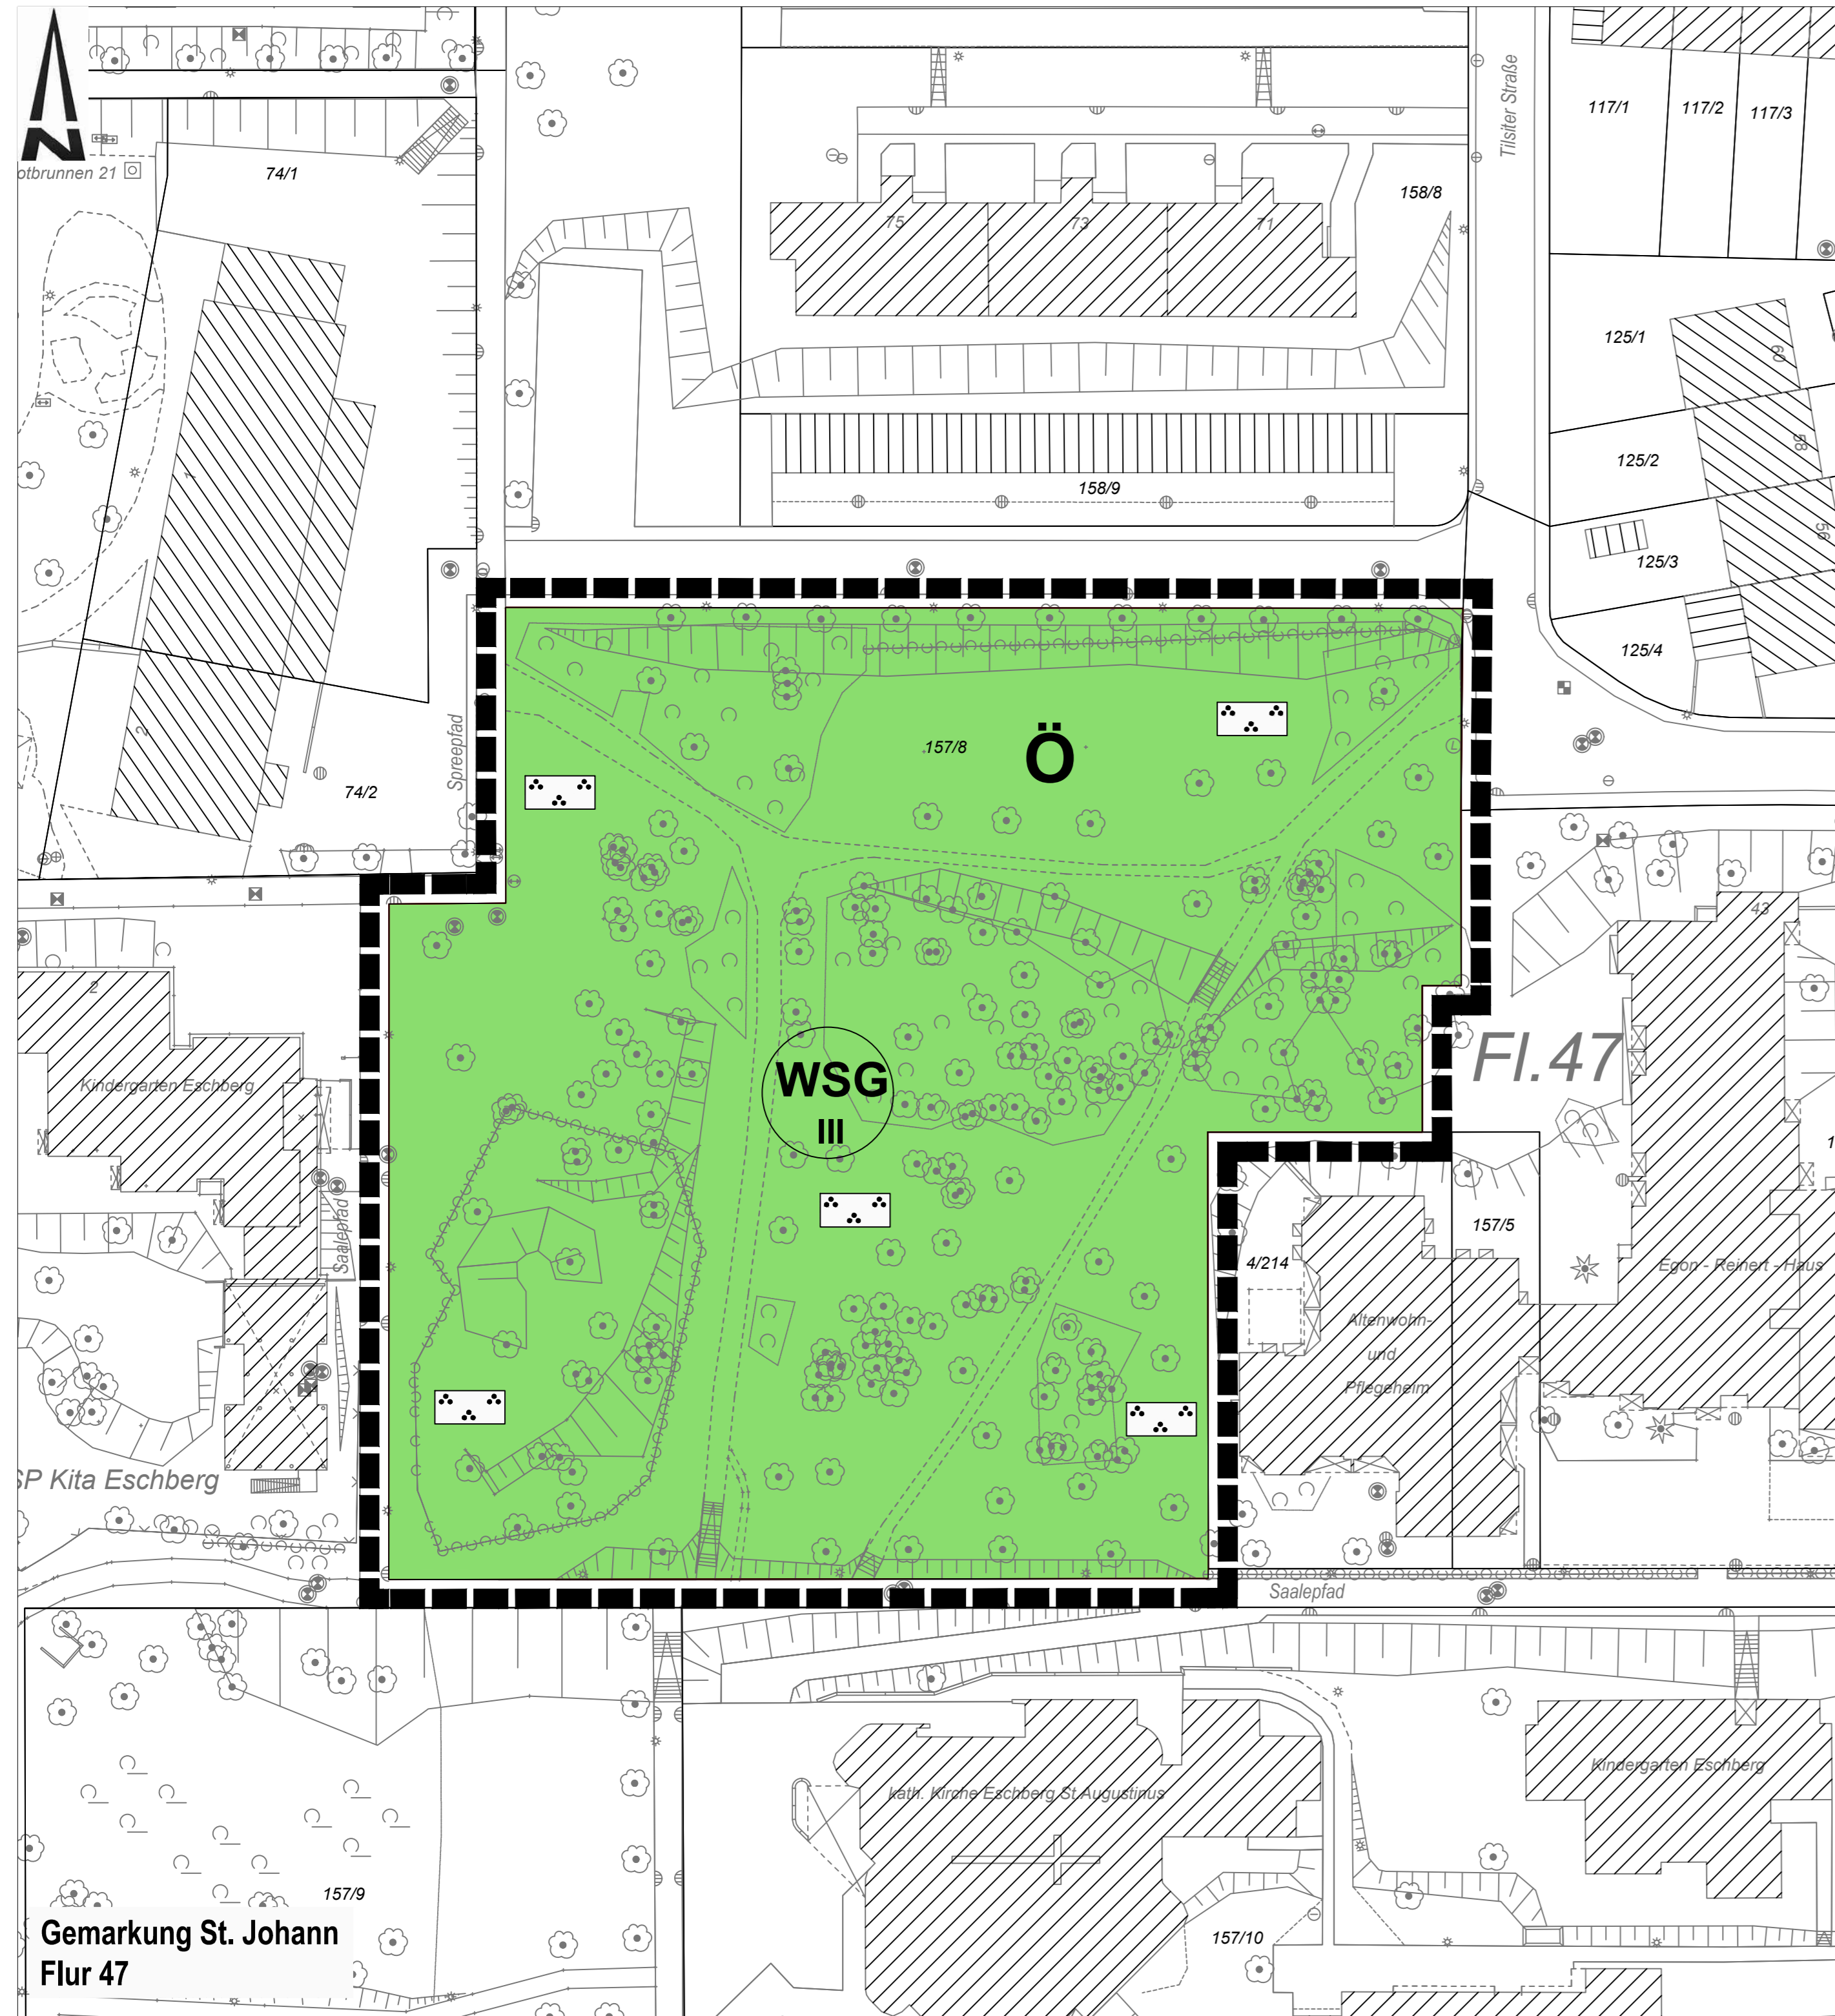 N
otbrunnen 21
74/1
Tilsiter Straße
117/1
117/2
117/3
158/8
75
73
71
125/1
60
125/2
58
158/9
56
125/3
125/4
1
2
74/2
Spreepfad
157/8
Ö
L
43
2
Fl.47
WSG
III
Kindergarten Eschberg
Saalepfad
157/5
4/214
Egon - Reinert - Haus
Altenwohn-
und
Pflegeheim
SP Kita Eschberg
Saalepfad
kath. Kirche Eschberg St.Augustinus
Kindergarten Eschberg
157/9
157/10
Gemarkung St. Johann
Flur 47